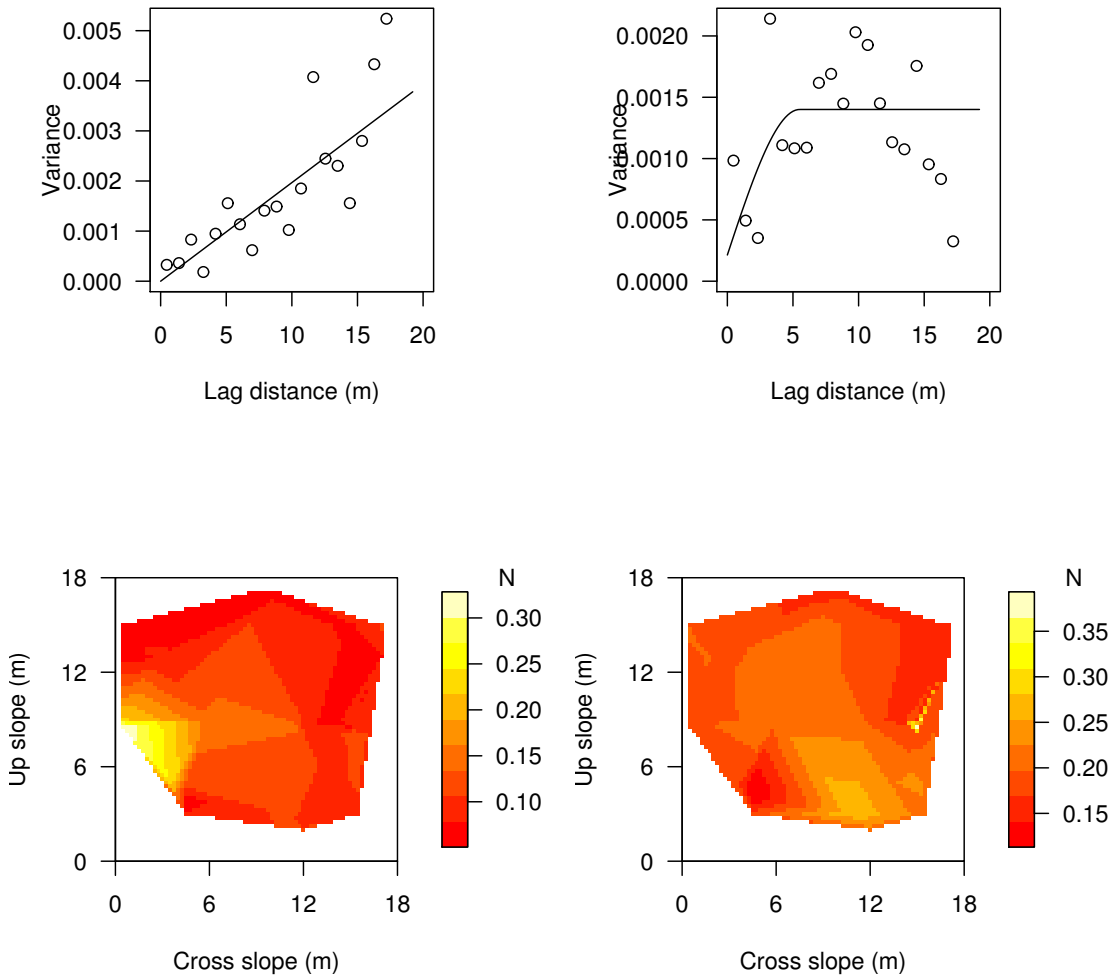 0.005
0.004
0.003
0.002
0.001
0.000
Variance
0 5 10 15 20
Lag distance (m)
0.0020
0.0015
0.0010
0.0005
0.0000
Variance
0 5 10 15 20
Lag distance (m)
18
12
6
0
Up slope (m)
0 6 12 18
Cross slope (m)
N
0.30
0.25
0.20
0.15
0.10
18
12
6
0
Up slope (m)
0 6 12 18
Cross slope (m)
N
0.35
0.30
0.25
0.20
0.15